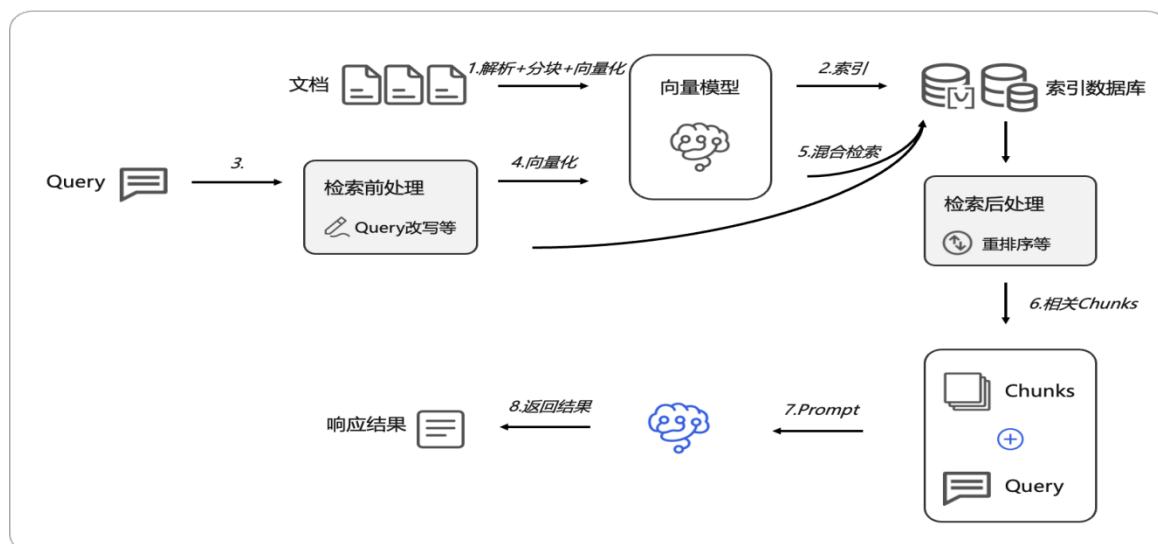 文档
1.解析+分块+向量化
向量模型
2.索引
索引数据库
Query
3.
检索前处理
Query改写等
4.向量化
5.混合检索
检索后处理
重排序等
6.相关Chunks
Chunks
Query
7.Prompt
8.返回结果
响应结果